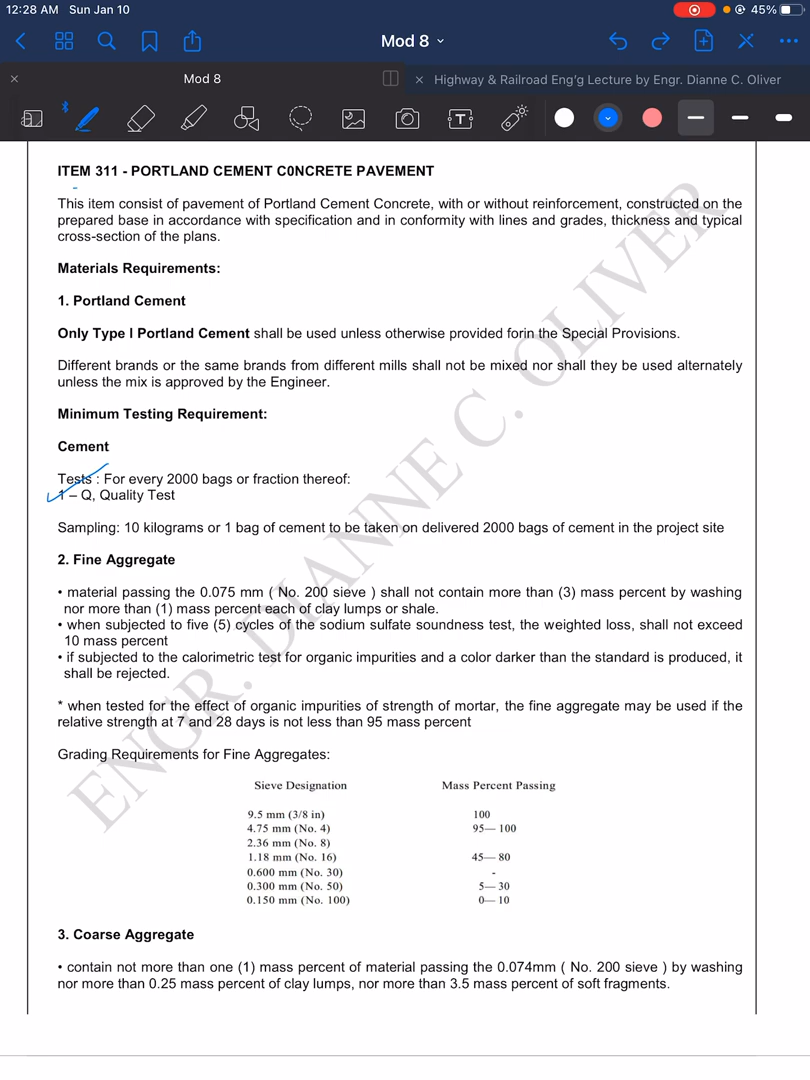 12:28 AM Sun Jan 10
45%
Mod 8
Mod 8
Highway & Railroad Eng'g Lecture by Engr. Dianne C. Oliver
T
ITEM 311 - PORTLAND CEMENT C0NCRETE PAVEMENT
This item consist of pavement of Portland Cement Concrete, with or without reinforcement, constructed on the
prepared base in accordance with specification and in conformity with lines and grades, thickness and typical
cross-section of the plans.
Materials Requirements:
1. Portland Cement
Only Type I Portland Cement shall be used unless otherwise provided forin the Special Provisions.
Different brands or the same brands from different mills shall not be mixed nor shall they be used alternately
unless the mix is approved by the Engineer.
Minimum Testing Requirement:
Cement
Tests : For every 2000 bags or fraction thereof:
1 – Q, Quality Test
Sampling: 10 kilograms or 1 bag of cement to be taken on delivered 2000 bags of cement in the project site
2. Fine Aggregate
• material passing the 0.075 mm ( No. 200 sieve ) shall not contain more than (3) mass percent by washing
nor more than (1) mass percent each of clay lumps or shale.
• when subjected to five (5) cycles of the sodium sulfate soundness test, the weighted loss, shall not exceed
10 mass percent
• if subjected to the calorimetric test for organic impurities and a color darker than the standard is produced, it
shall be rejected.
* when tested for the effect of organic impurities of strength of mortar, the fine aggregate may be used if the
relative strength at 7 and 28 days is not less than 95 mass percent
Grading Requirements for Fine Aggregates:
Sieve Designation Mass Percent Passing
9.5 mm (3/8 in) 100
4.75 mm (No. 4) 95— 100
2.36 mm (No. 8)
1.18 mm (No. 16) 45— 80
0.600 mm (No. 30) -
0.300 mm (No. 50) 5— 30
0.150 mm (No. 100) 0— 10
3. Coarse Aggregate
• contain not more than one (1) mass percent of material passing the 0.074mm ( No. 200 sieve ) by washing
nor more than 0.25 mass percent of clay lumps, nor more than 3.5 mass percent of soft fragments.
ENGR. DIANNE C. OLIVER